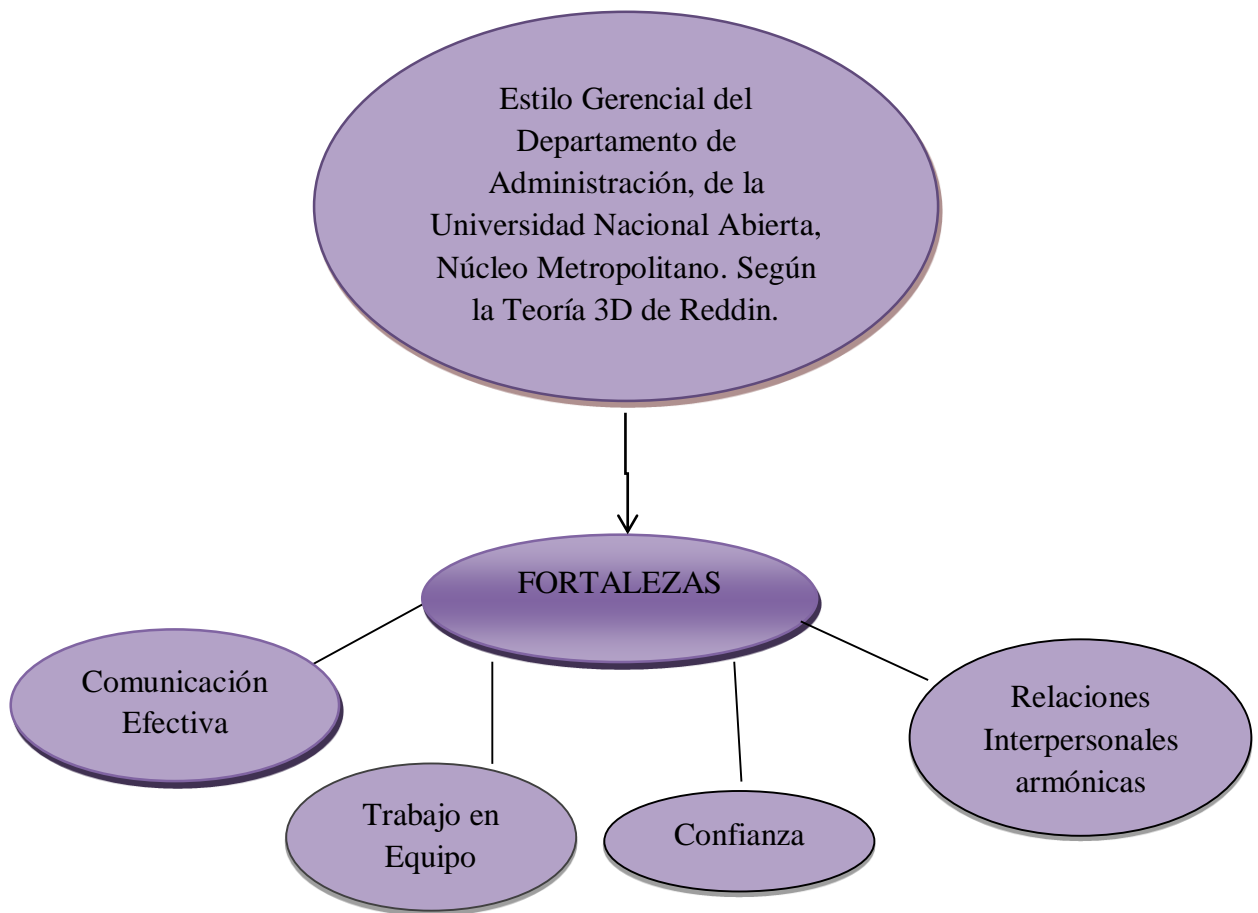 Estilo Gerencial del
Departamento de
Administración, de la
Universidad Nacional Abierta,
Núcleo Metropolitano. Según
la Teoría 3D de Reddin.
FORTALEZAS
Comunicación
Efectiva
Trabajo en
Equipo
Confianza
Relaciones
Interpersonales
armónicas